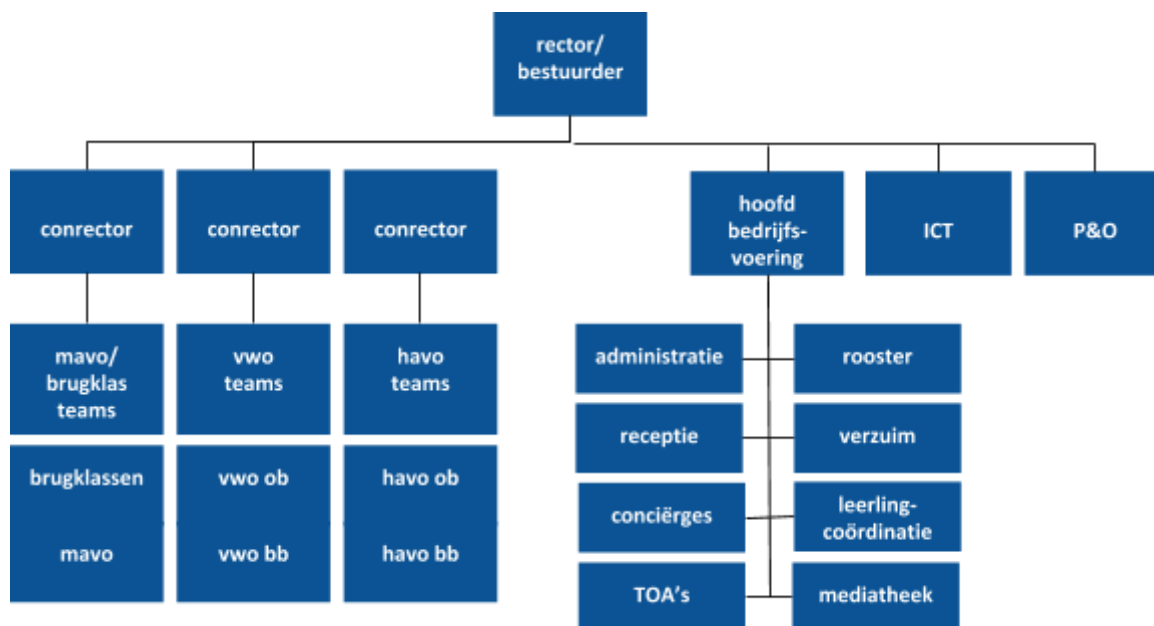 rector/
bestuurder
conrector
conrector
conrector
hoofd
bedrijfs-
voering
ICT
P&O
mavo/
brugklas
teams
vwo
teams
havo
teams
administratie
rooster
receptie
verzuim
brugklassen
vwo ob
havo ob
conciërges
leerling-
coördinatie
mavo
vwo bb
havo bb
TOA's
mediatheek